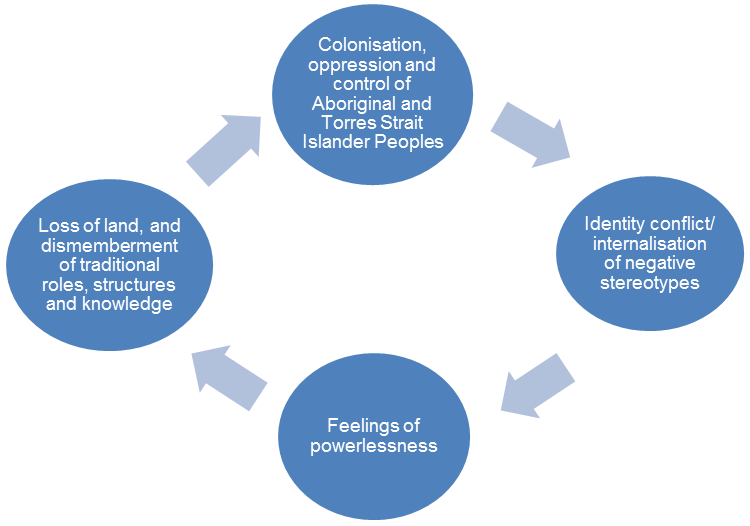 Colonisation,
oppression and
control of
Aboriginal and
Torres Strait
Islander Peoples
Identity conflict/
internalisation
of negative
stereotypes
Feelings of
powerlessness
Loss of land, and
dismemberment
of traditional
roles, structures
and knowledge